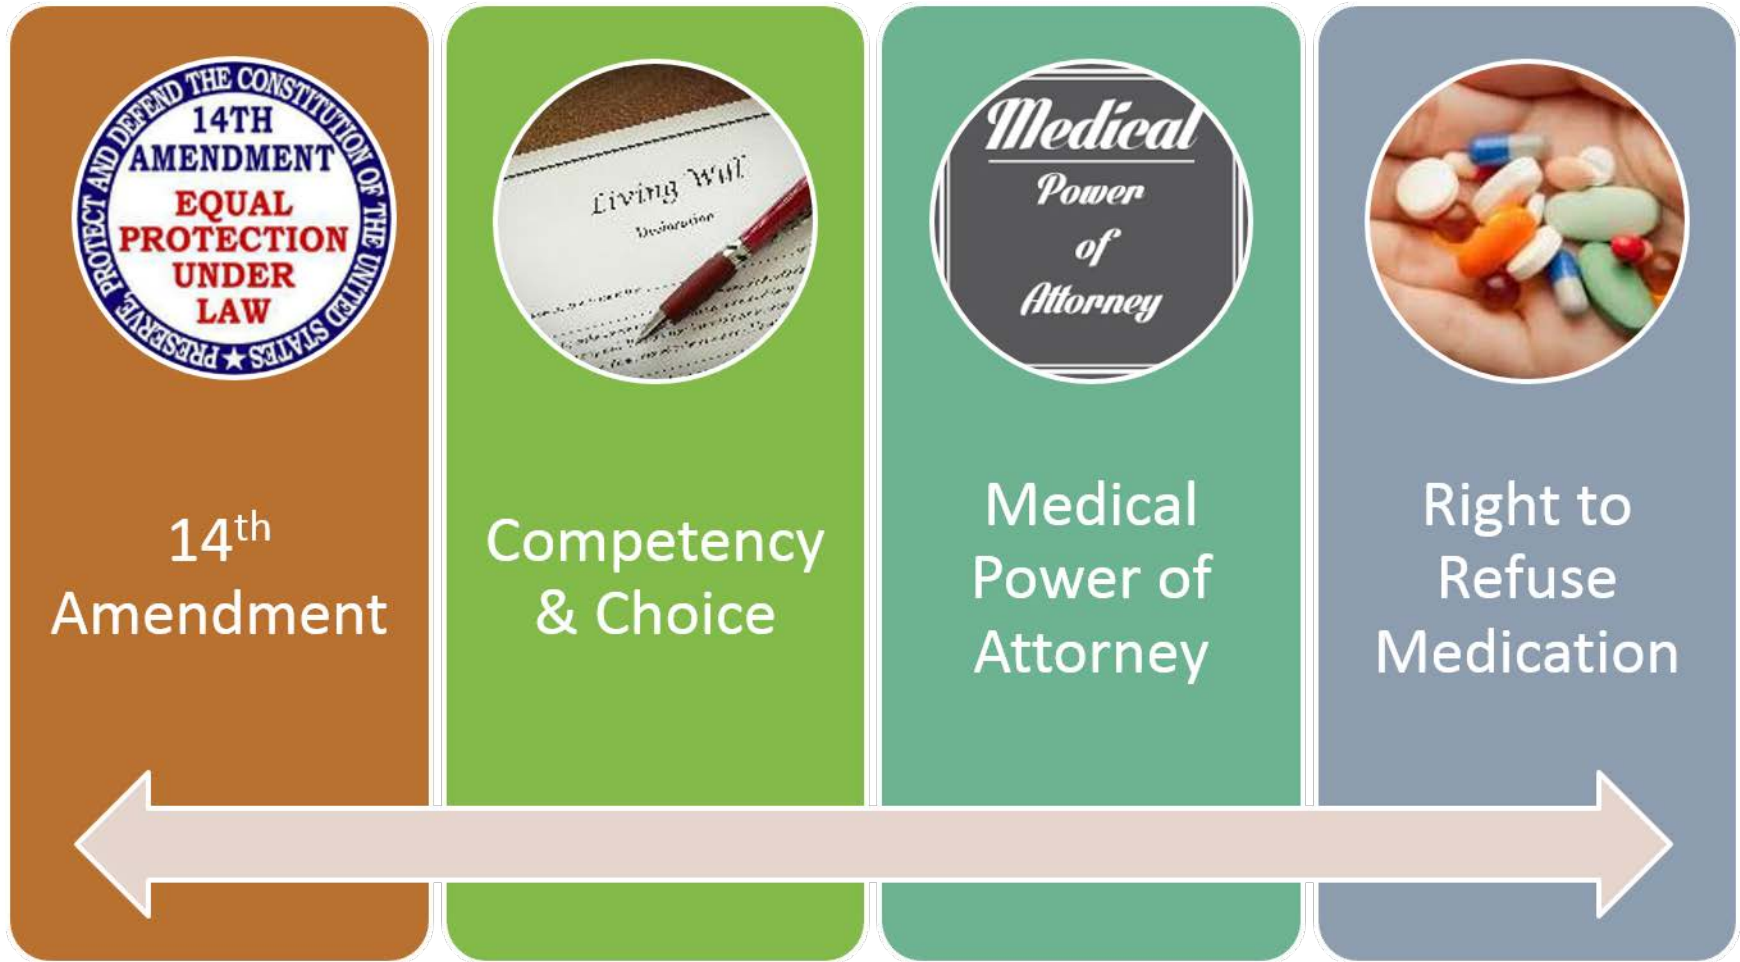 PRESERVE, PROTECT AND DEFEND THE CONSTITUTION OF THE UNITED STATES
14TH
AMENDMENT
EQUAL
PROTECTION
UNDER
LAW
14th
Amendment
Living Will
Declaration
Competency
& Choice
Medical
Power
of
Attorney
Medical
Power of
Attorney
Right to
Refuse
Medication